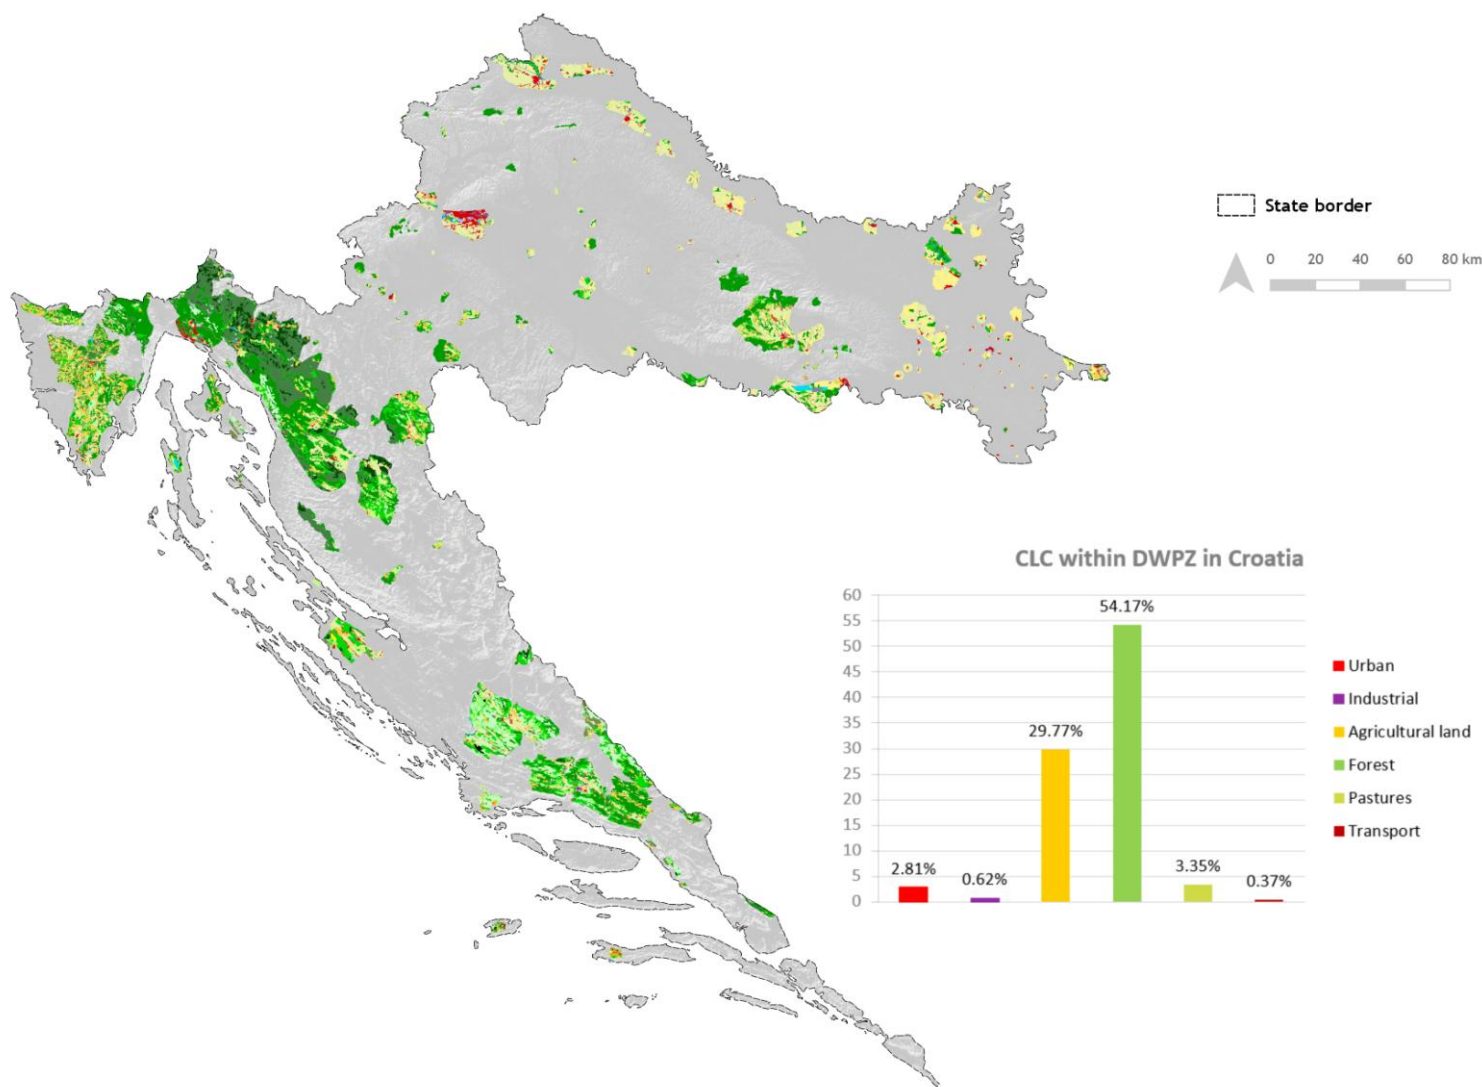 State border
0 20 40 60 80 km
CLC within DWPZ in Croatia
60
55
50
45
40
35
30
25
20
15
10
5
0
2.81%
0.62%
29.77%
54.17%
3.35%
0.37%
Urban
Industrial
Agricultural land
Forest
Pastures
Transport